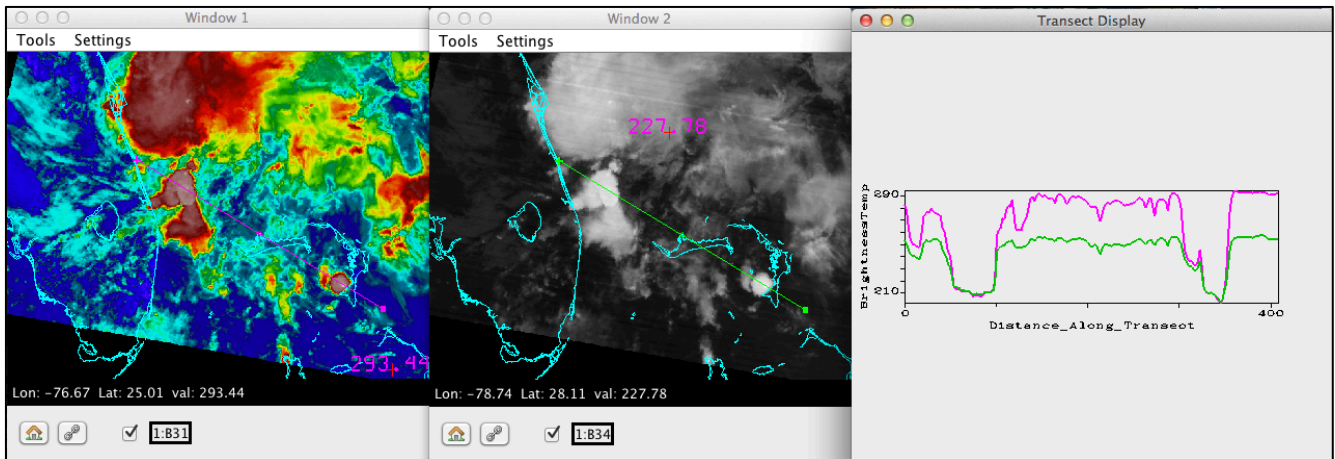 Window 1
Tools Settings
293.44
Lon: -76.67 Lat: 25.01 val: 293.44
1:B31
Window 2
Tools Settings
227.78
Lon: -78.74 Lat: 28.11 val: 227.78
1:B34
Transect Display
BrightnessTemp
290
210
0
400
Distance_Along_Transect